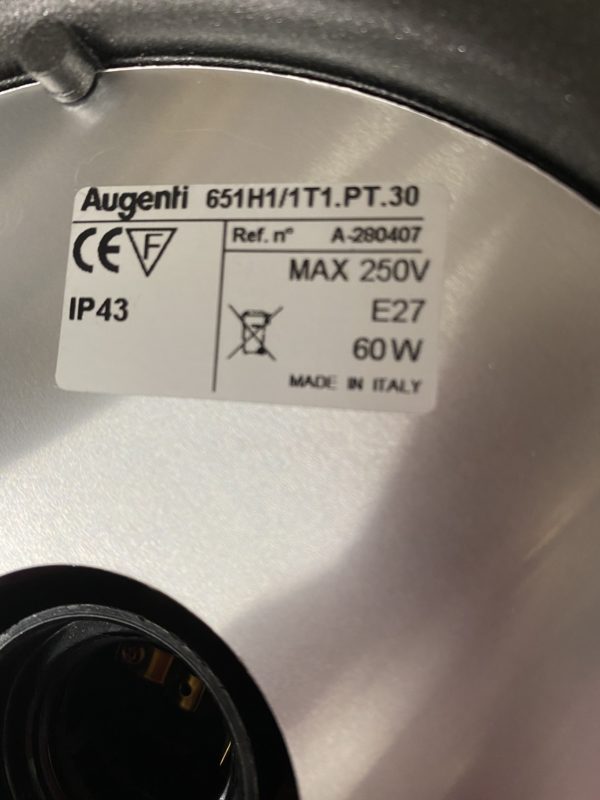 Augenti 651H1/1T1.PT.30
CE F
Ref. n° A-280407
MAX 250V
IP43
E27
60W
MADE IN ITALY